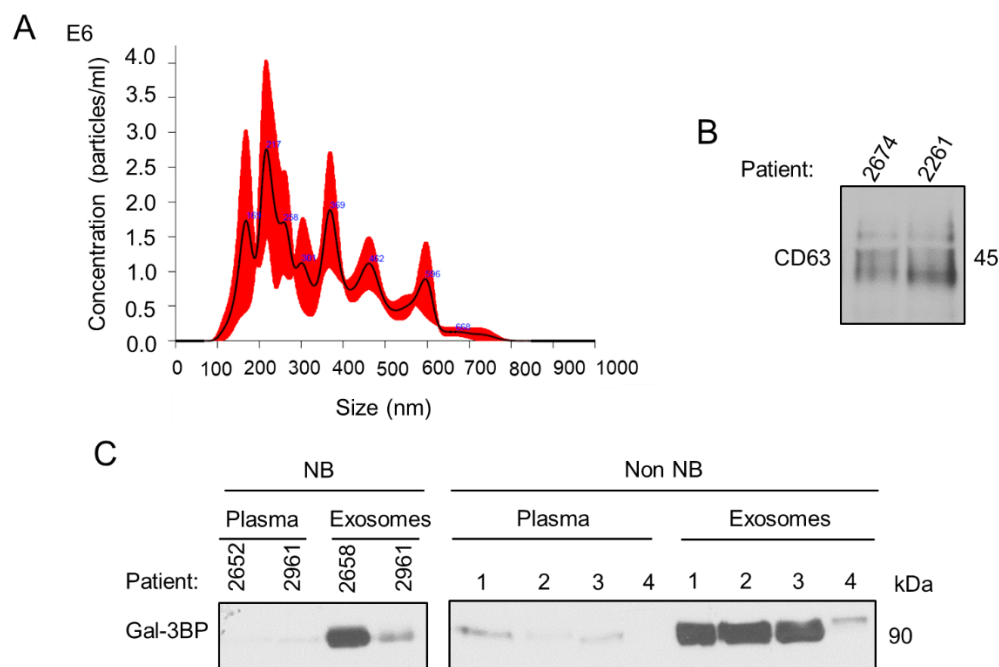 A
E6
4.0
3.5
3.0
2.5
2.0
1.5
1.0
0.5
0.0
Concentration (particles/ml)
217
258
369
462
596
668
0 100 200 300 400 500 600 700 800 900 1000
Size (nm)
B
Patient: 2674 2261
CD63 45
C
NB Non NB
Plasma Exosomes Plasma Exosomes
Patient: 2652 2961 2658 2961 1 2 3 4 1 2 3 4 kDa
Gal-3BP 90